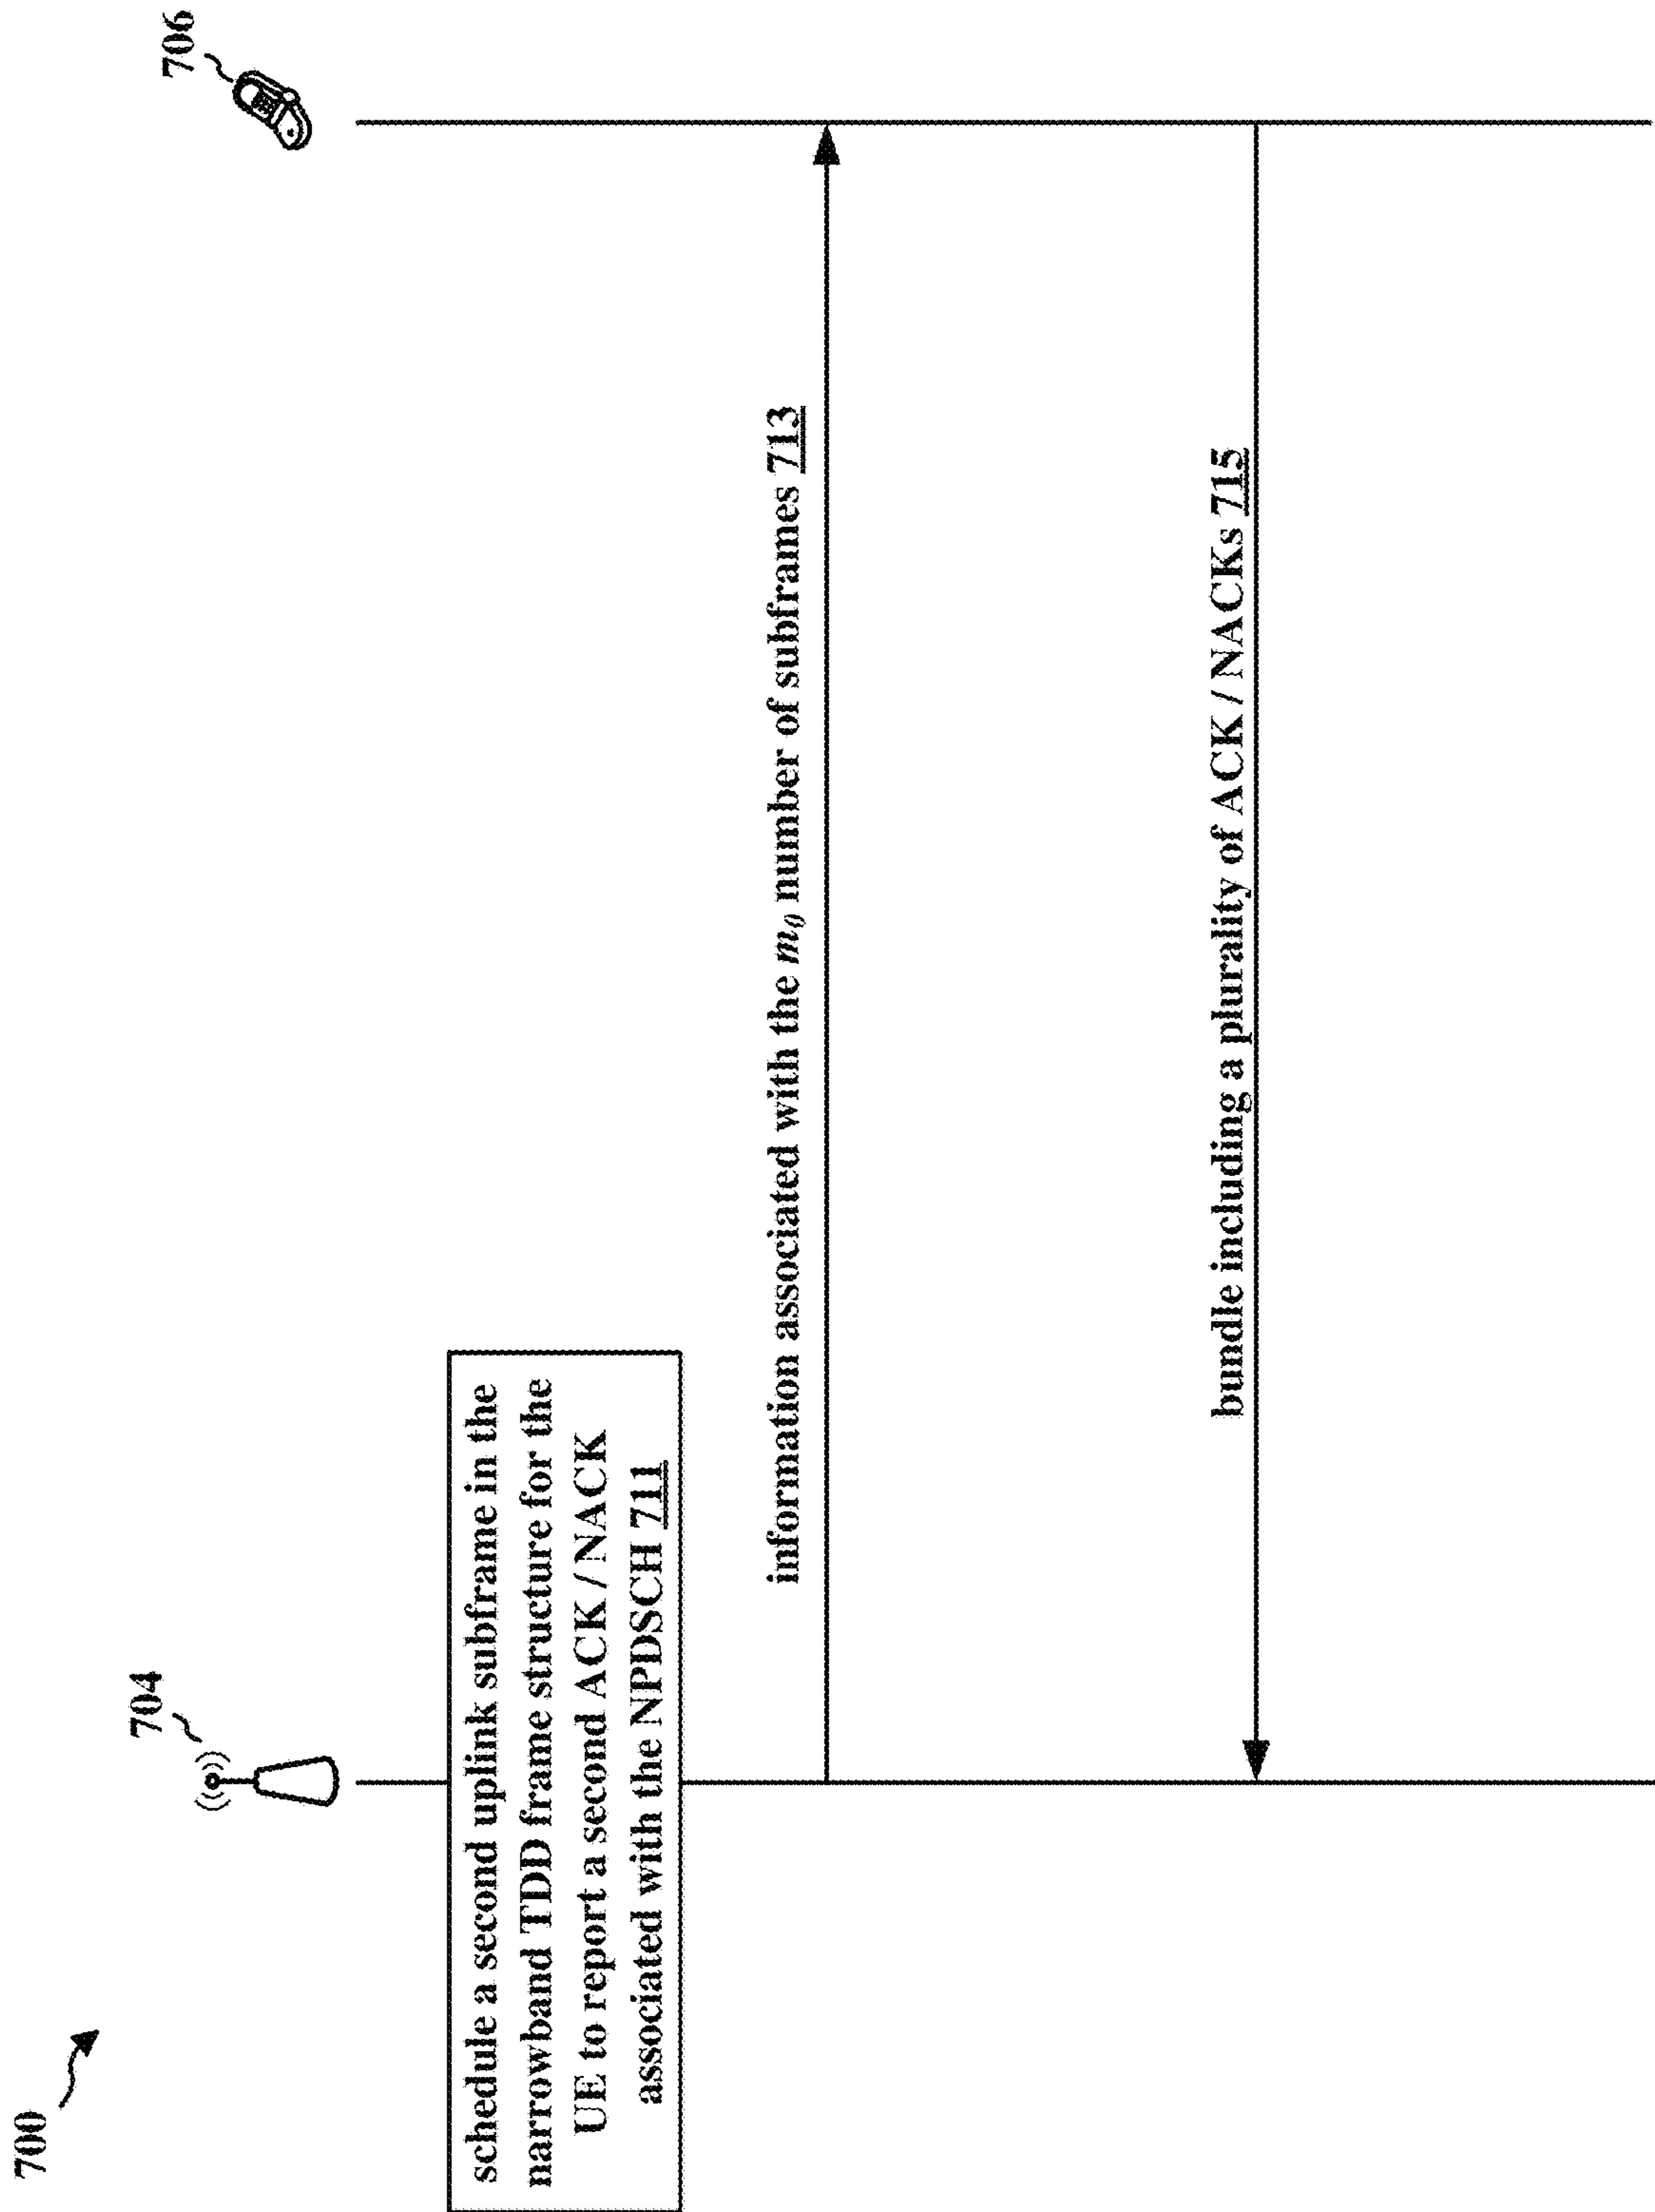 700
704
706
schedule a second uplink subframe in the
narrowband TDD frame structure for the
UE to report a second ACK / NACK
associated with the NPDSCH 711
information associated with the m₀ number of subframes 713
bundle including a plurality of ACK / NACKs 715